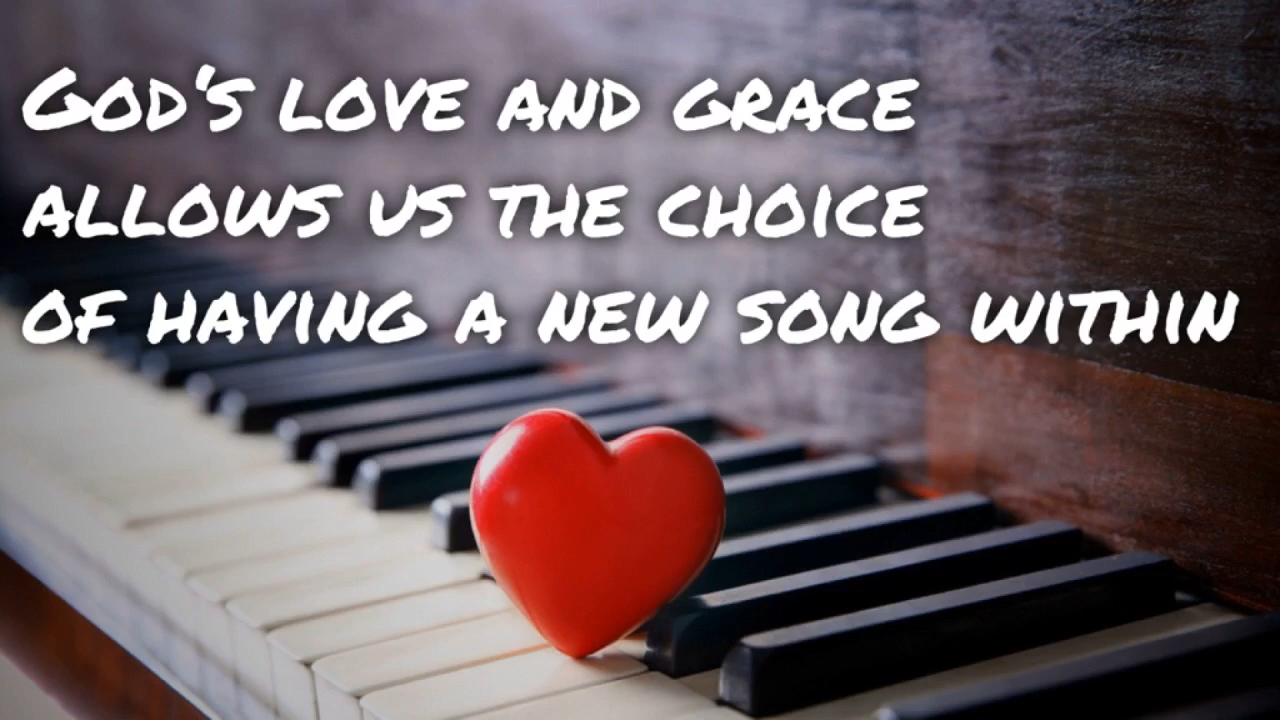 God's love and grace
allows us the choice
of having a new song within